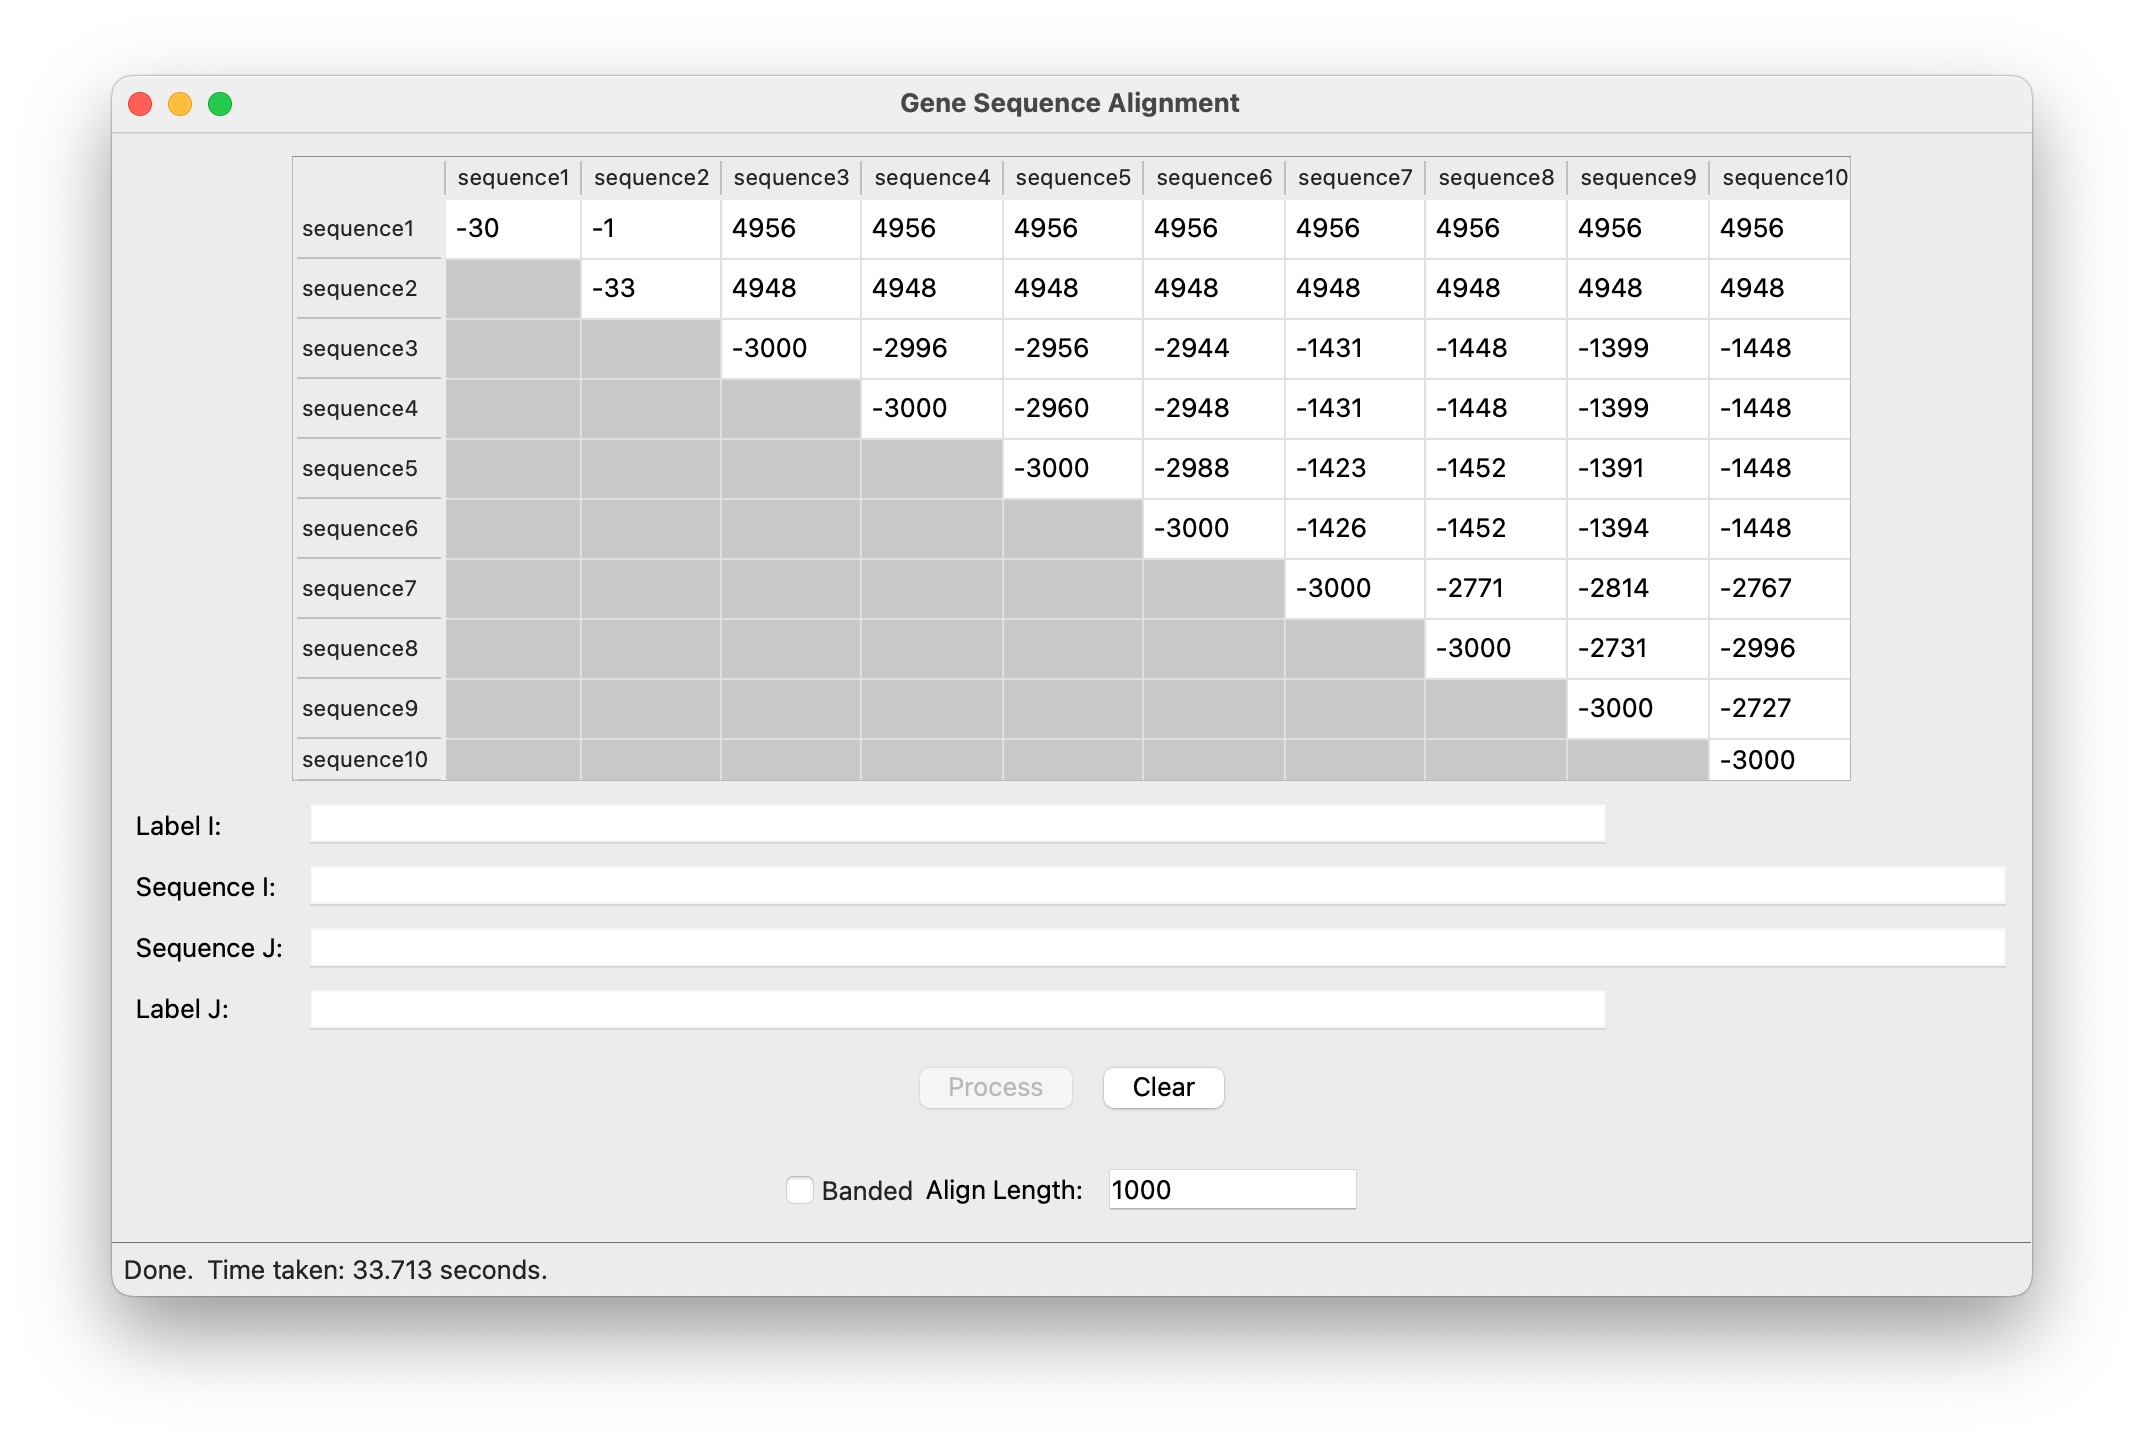 Gene Sequence Alignment
sequence1 sequence2 sequence3 sequence4 sequence5 sequence6 sequence7 sequence8 sequence9 sequence10
sequence1 -30 -1 4956 4956 4956 4956 4956 4956 4956 4956
sequence2 -33 4948 4948 4948 4948 4948 4948 4948 4948
sequence3 -3000 -2996 -2956 -2944 -1431 -1448 -1399 -1448
sequence4 -3000 -2960 -2948 -1431 -1448 -1399 -1448
sequence5 -3000 -2988 -1423 -1452 -1391 -1448
sequence6 -3000 -1426 -1452 -1394 -1448
sequence7 -3000 -2771 -2814 -2767
sequence8 -3000 -2731 -2996
sequence9 -3000 -2727
sequence10 -3000
Label I:
Sequence I:
Sequence J:
Label J:
Process Clear
Banded Align Length: 1000
Done. Time taken: 33.713 seconds.